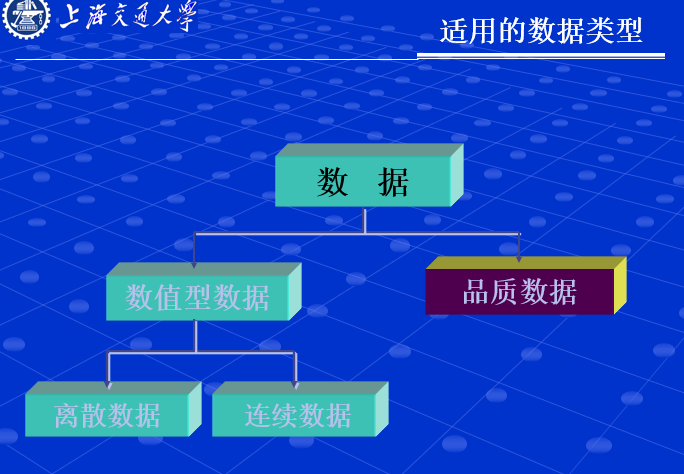 上海交通大学
适用的数据类型
数 据
数值型数据
品质数据
离散数据
连续数据